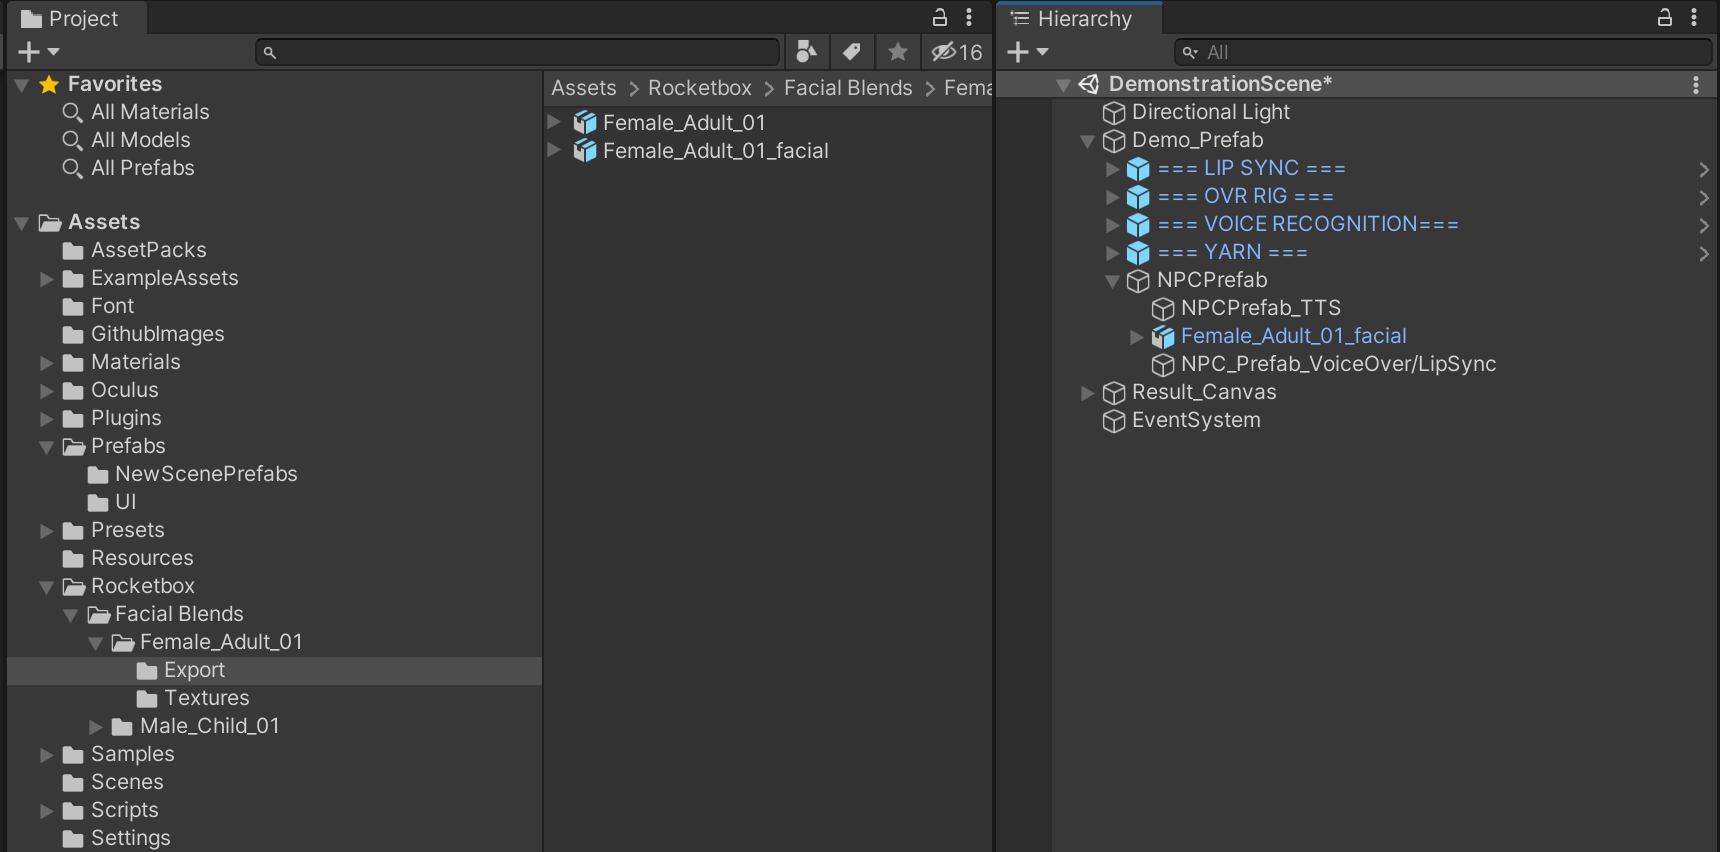 Project
16
Favorites
All Materials
All Models
All Prefabs
Assets
AssetPacks
ExampleAssets
Font
GithubImages
Materials
Oculus
Plugins
Prefabs
NewScenePrefabs
UI
Presets
Resources
Rocketbox
Facial Blends
Female_Adult_01
Export
Textures
Male_Child_01
Samples
Scenes
Scripts
Settings
Assets > Rocketbox > Facial Blends > Fema
Female_Adult_01
Female_Adult_01_facial
Hierarchy
All
DemonstrationScene*
Directional Light
Demo_Prefab
=== LIP SYNC ===
=== OVR RIG ===
=== VOICE RECOGNITION===
=== YARN ===
NPCPrefab
NPCPrefab_TTS
Female_Adult_01_facial
NPC_Prefab_VoiceOver/LipSync
Result_Canvas
EventSystem